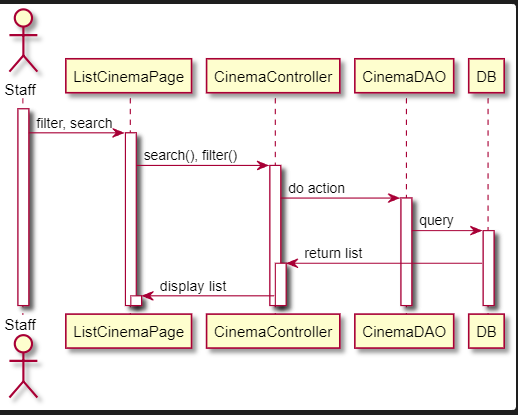 Staff
ListCinemaPage
CinemaController
CinemaDAO
DB
filter, search
search(), filter()
do action
query
return list
display list
Staff
ListCinemaPage
CinemaController
CinemaDAO
DB